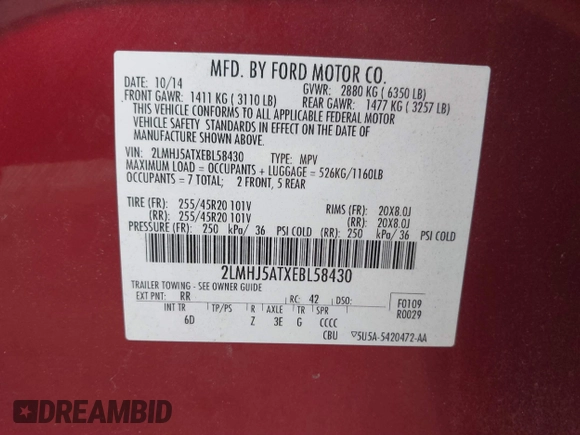 MFD. BY FORD MOTOR CO.
DATE: 10/14 GVWR: 2880 KG ( 6350 LB)
FRONT GAWR: 1411 KG ( 3110 LB) REAR GAWR: 1477 KG ( 3257 LB)
THIS VEHICLE CONFORMS TO ALL APPLICABLE FEDERAL MOTOR
VEHICLE SAFETY STANDARDS IN EFFECT ON THE DATE OF
MANUFACTURE SHOWN ABOVE.
VIN: 2LMHJ5ATXEBL58430 TYPE: MPV
MAXIMUM LOAD = OCCUPANTS + LUGGAGE = 526KG/1160LB
OCCUPANTS = 7 TOTAL; 2 FRONT, 5 REAR
TIRE (FR): 255/45R20 101V RIMS (FR): 20X8.0J
(RR): 255/45R20 101V (RR): 20X8.0J
PRESSURE (FR): 250 kPa/ 36 PSI COLD (RR): 250 kPa/ 36 PSI COLD
2LMHJ5ATXEBL58430
TRAILER TOWING - SEE OWNER GUIDE
EXT PNT: RR RC: 42 DSO: F0109
INT TR TP/PS R AXLE TR SPR R0029
6D Z 3E G CCCC
CBU ▽5U5A-5420472-AA
DREAMBID